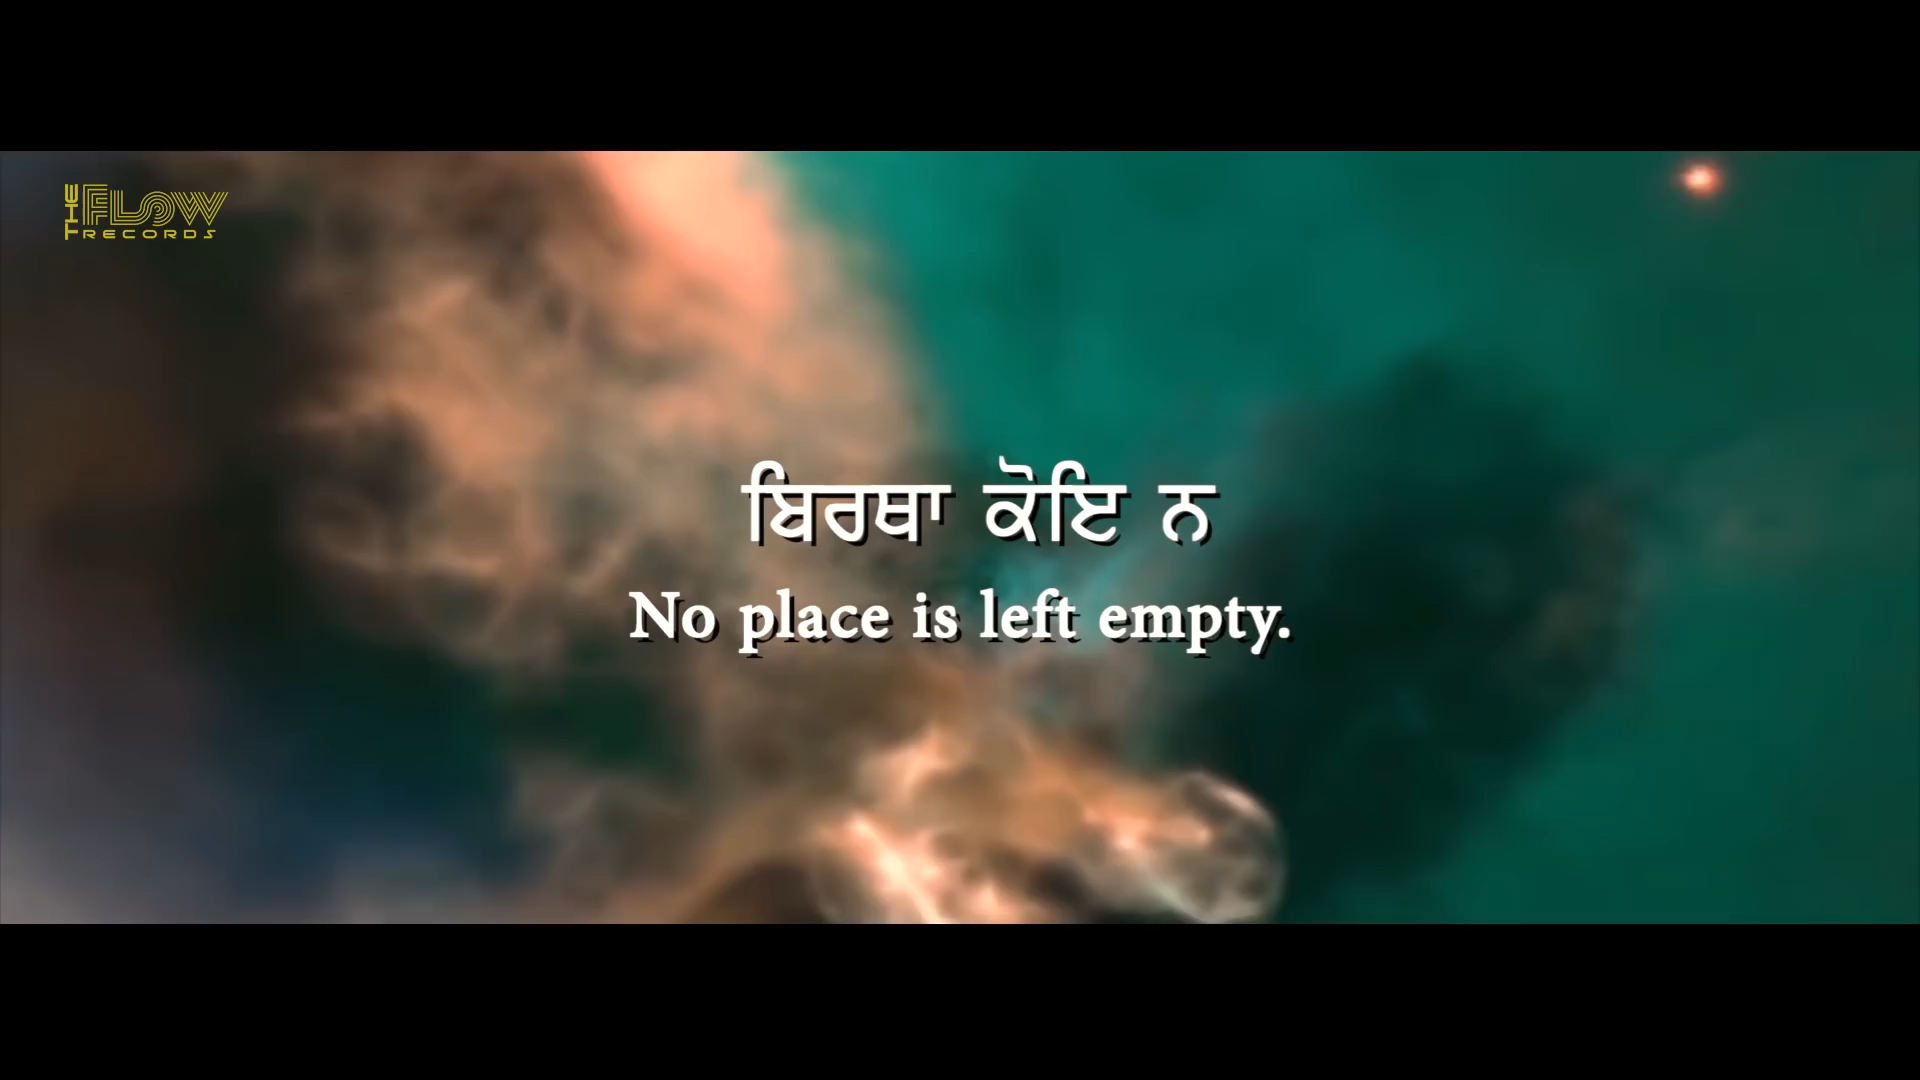 THE FLOW
RECORDS
ਬਿਰਥਾ ਕੋਇ ਨ
No place is left empty.